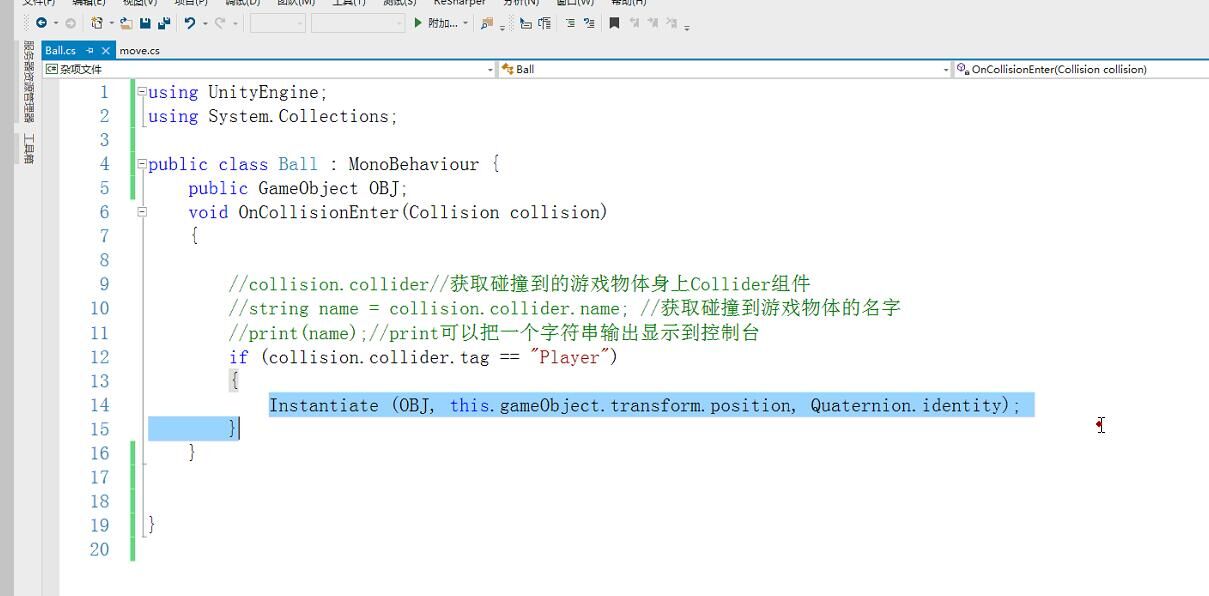 文件(F) 编辑(E) 视图(V) 项目(P) 调试(D) 团队(M) 工具(T) 测试(S) ReSharper 分析(N) 窗口(W) 帮助(H)
附加...
Ball.cs move.cs
杂项文件 Ball OnCollisionEnter(Collision collision)
服务器资源管理器
工具箱
1 using UnityEngine;
2 using System.Collections;
3
4 public class Ball : MonoBehaviour {
5 public GameObject OBJ;
6 void OnCollisionEnter(Collision collision)
7 {
8
9 //collision.collider//获取碰撞到的游戏物体身上Collider组件
10 //string name = collision.collider.name; //获取碰撞到游戏物体的名字
11 //print(name);//print可以把一个字符串输出显示到控制台
12 if (collision.collider.tag == "Player")
13 {
14 Instantiate (OBJ, this.gameObject.transform.position, Quaternion.identity);
15 }
16 }
17
18
19 }
20